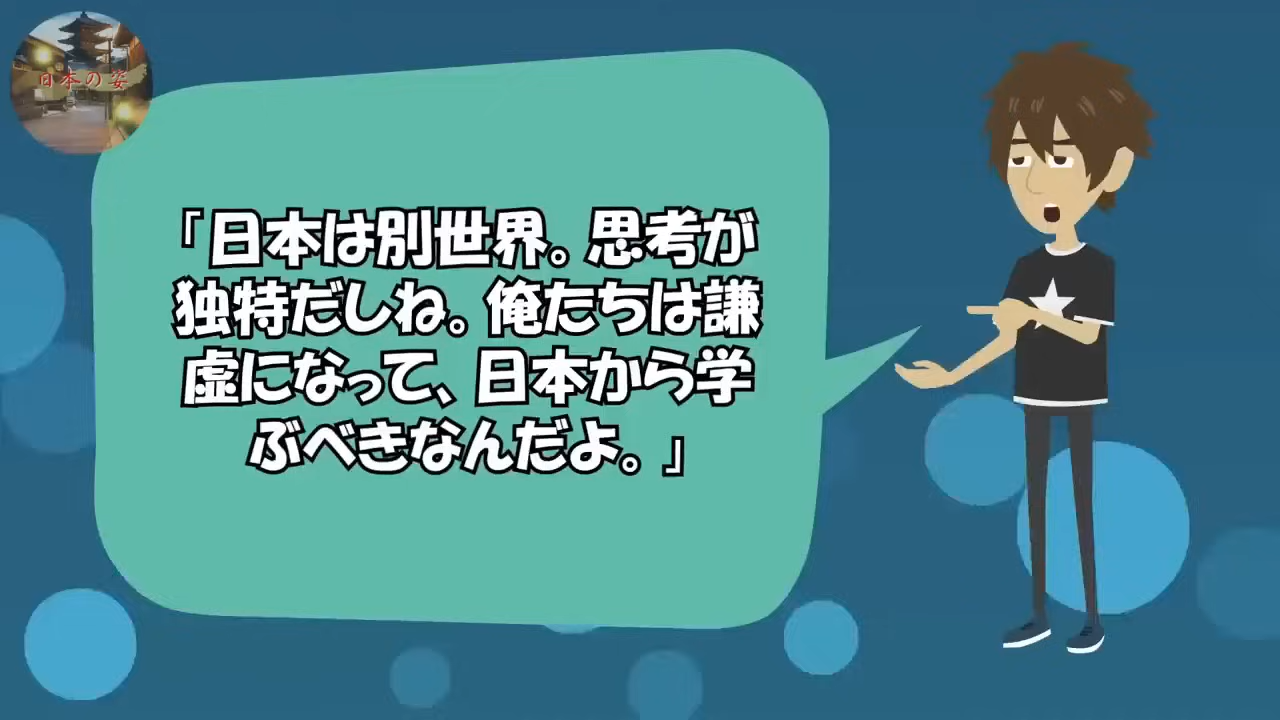 日本の姿
「日本は別世界。思考が
独特だしね。俺たちは謙
虚になって、日本から学
ぶべきなんだよ。」